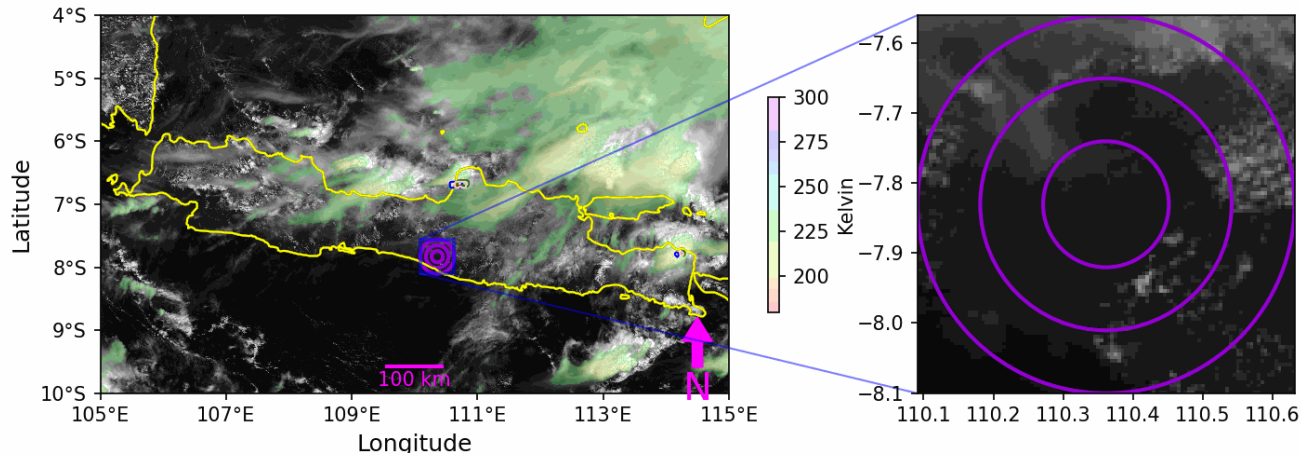 4°S
5°S
6°S
7°S
8°S
9°S
10°S
Latitude
105°E
107°E
109°E
111°E
113°E
115°E
Longitude
100 km
N
300
275
250
225
200
Kelvin
−7.6
−7.7
−7.8
−7.9
−8.0
−8.1
110.1 110.2 110.3 110.4 110.5 110.6